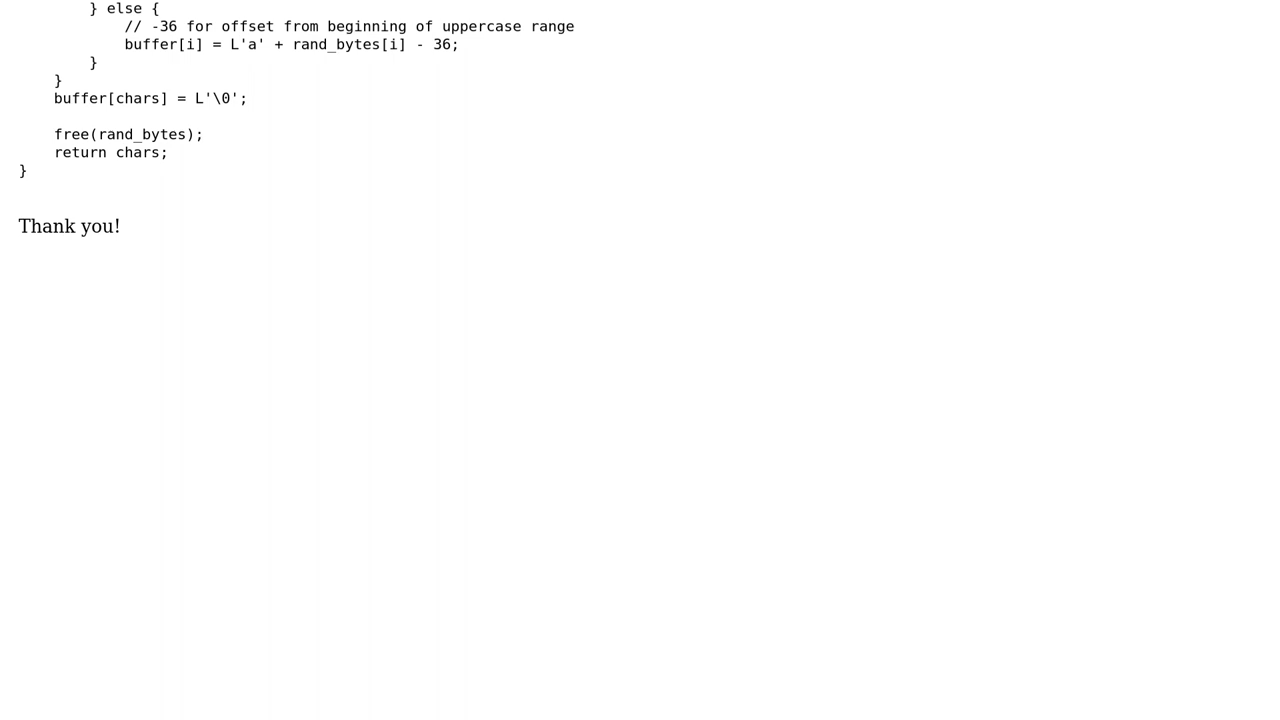 } else {
// -36 for offset from beginning of uppercase range
buffer[i] = L'a' + rand_bytes[i] - 36;
}
}
buffer[chars] = L'\0';
free(rand_bytes);
return chars;
}
Thank you!